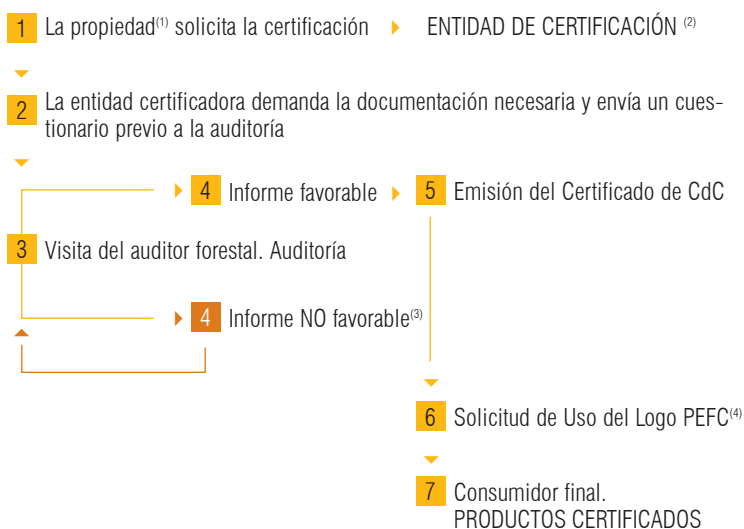 1 La propiedad(1) solicita la certificación ENTIDAD DE CERTIFICACIÓN (2)
2 La entidad certificadora demanda la documentación necesaria y envía un cues-
tionario previo a la auditoría
4 Informe favorable 5 Emisión del Certificado de CdC
3 Visita del auditor forestal. Auditoría
4 Informe NO favorable(3)
6 Solicitud de Uso del Logo PEFC(4)
7 Consumidor final.
PRODUCTOS CERTIFICADOS